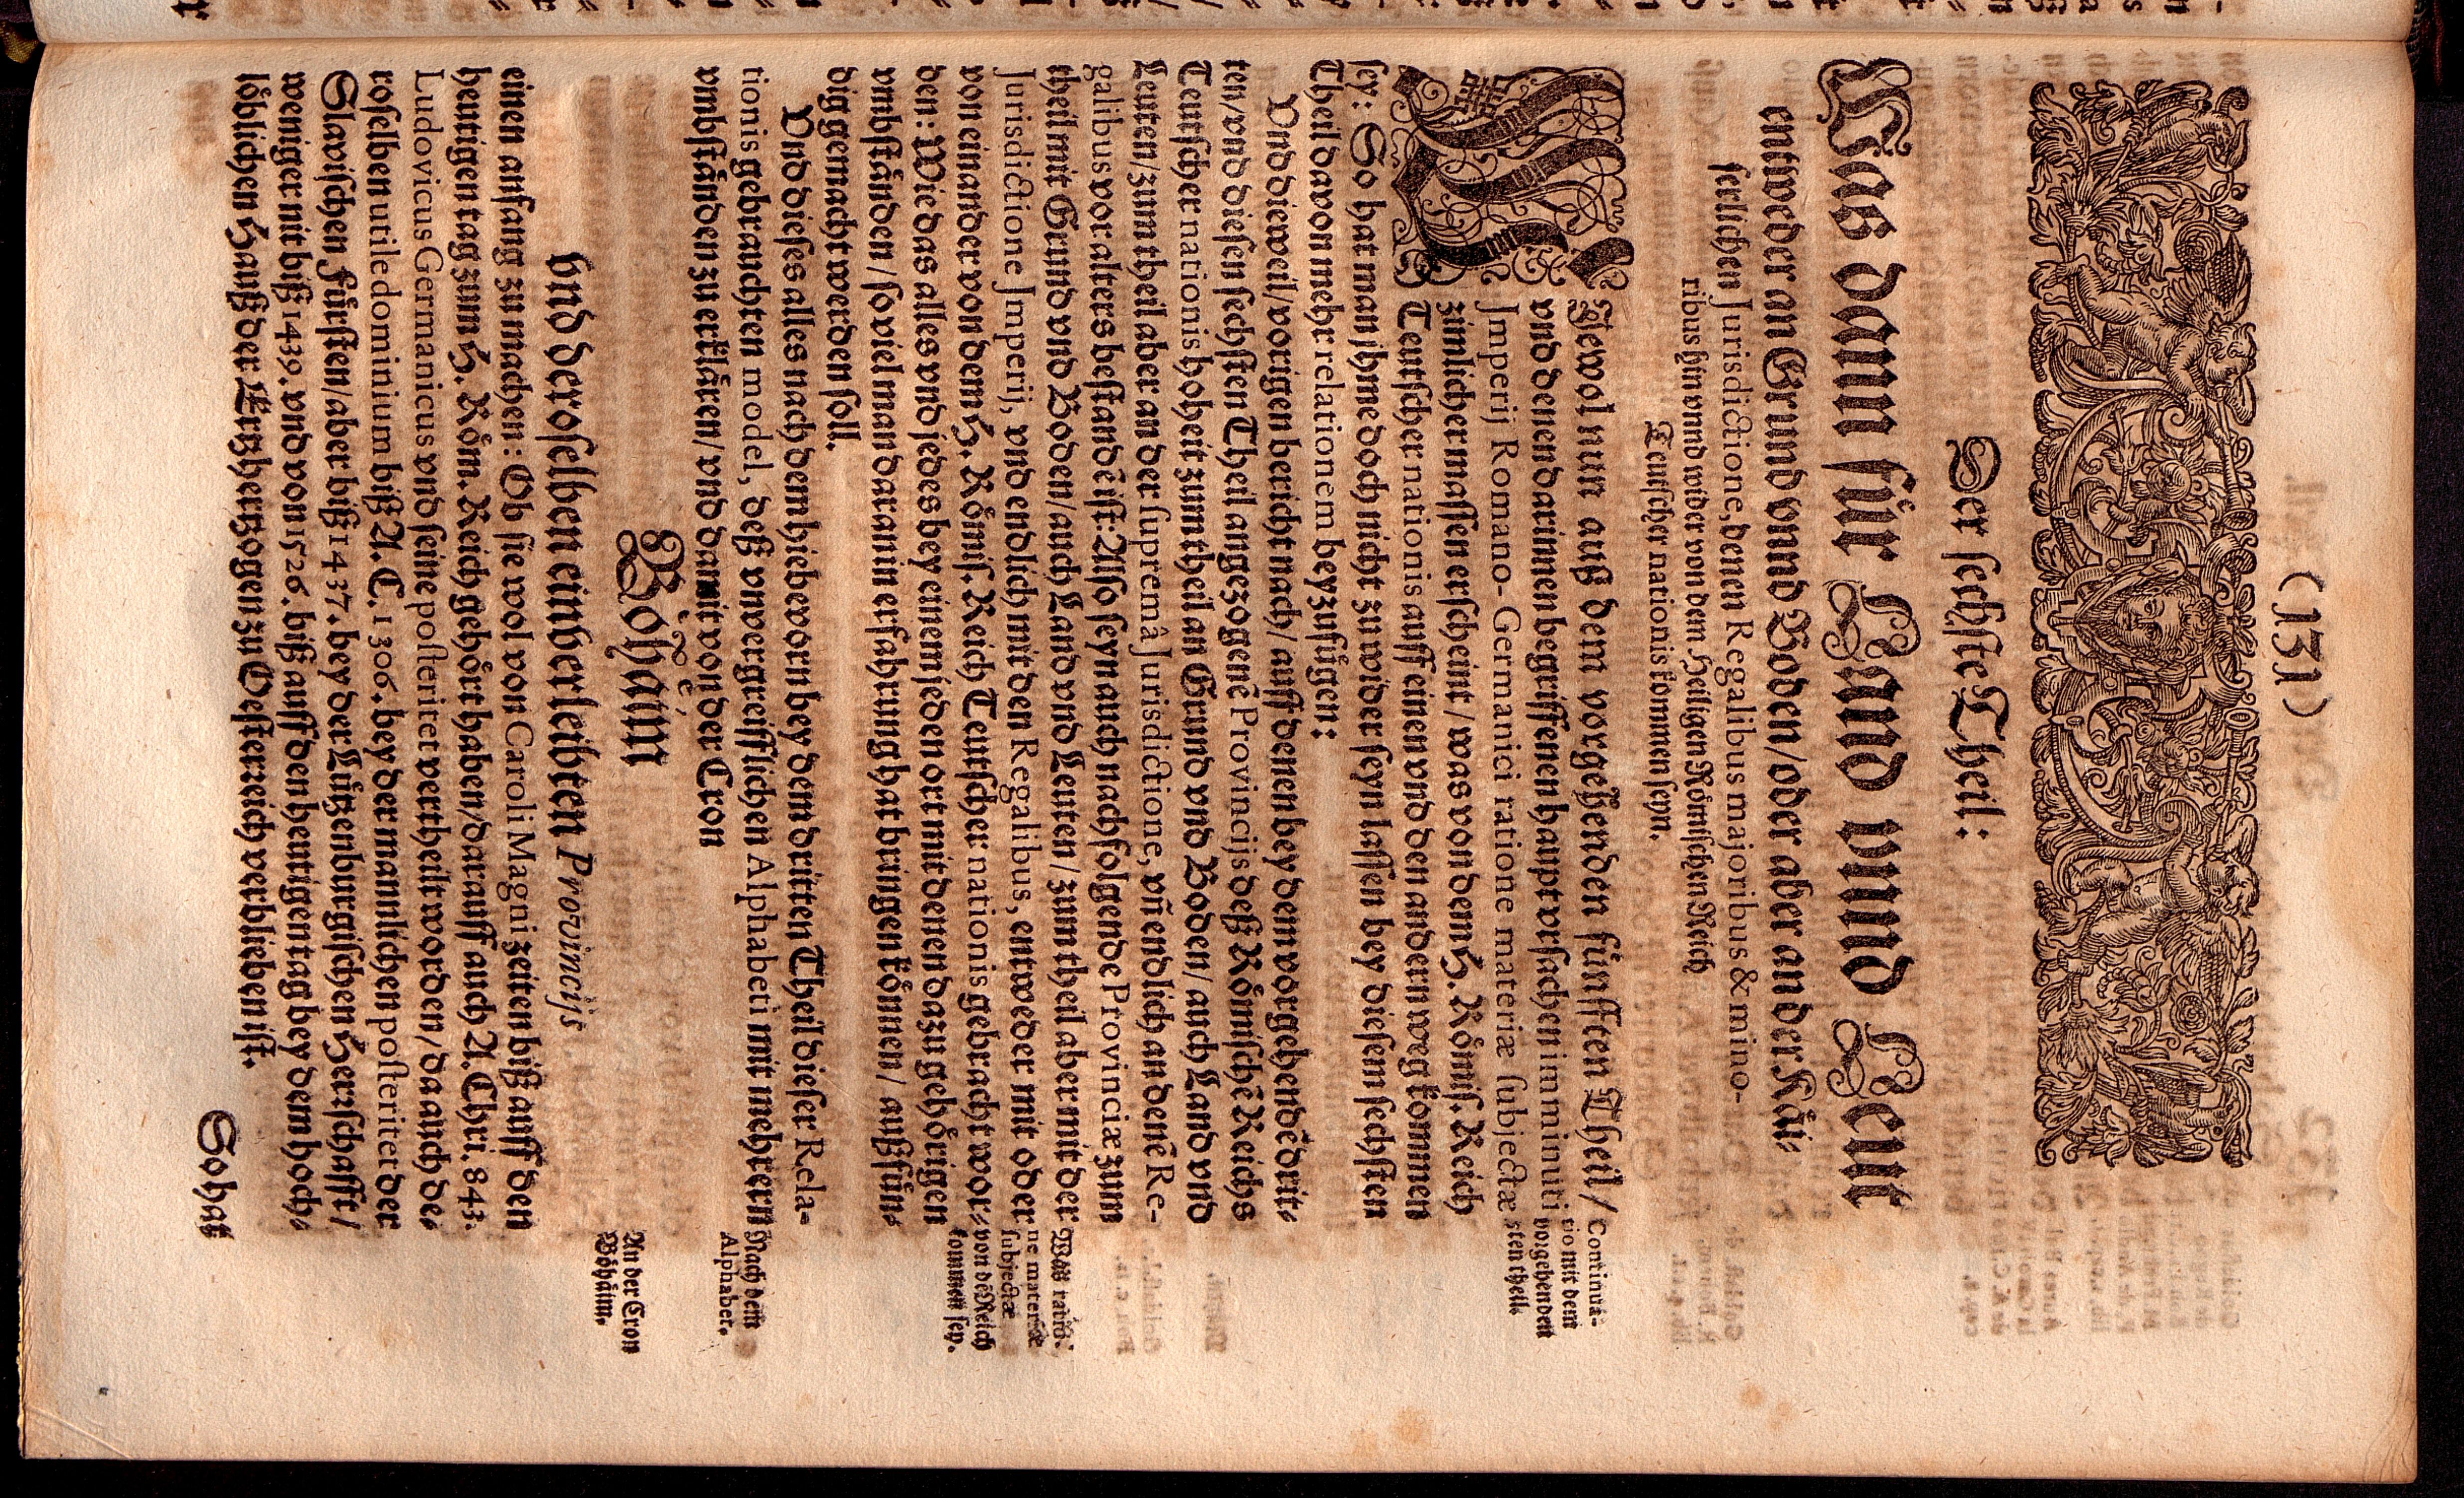 (131)
Der sechste Theil:
Was dann für Land vnnd Leut
entweder an Grund vnnd Boden/oder aber an der Käi-
serlichen Jurisdictione, denen Regalibus majoribus & mino-
ribus hin vnnd wider von dem Heiligen Römischen Reich
Teutscher nationis kommen seyn.
Jewol nun auß dem vorgehenden fünfften Theil/
vnd denen darinnen begriffenen haupt vrsachen imminuti
Imperij Romano-Germanici ratione materiæ subjectæ
zimlicher massen erscheint/was von dem H. Römis. Reich
Teutscher nationis auff einen vnd den andern weg kommen
sey: So hat man jhme doch nicht zu wider seyn lassen bey diesem sechsten
Theil davon mehr relationem beyzufügen:
Continua-
tio mit dem
vorgehenden
sten theil.
Vnd dieweil/vorigen bericht nach/auff denen bey dem vorgehendē drit-
ten/vnd diesen sechsten Theil angezogenē Provincijs deß Römischē Reichs
Teutscher nationis hoheit zum theil an Grund vnd Boden/auch Land vnd
Leuten/zum theil aber an der supremâ Jurisdictione, vñ endlich an denē Re-
galibus vor alters bestandē ist: Also seyn auch nachfolgende Provinciæ zum
theil mit Grund vnd Boden/auch Land vnd Leuten/zum theil aber mit der
Jurisdictione Imperij, vnd endlich mit den Regalibus, entweder mit oder
von einander von dem H. Römis. Reich Teutscher nationis gebracht wor-
den: Wie das alles vnd jedes bey einem jeden ort mit denen dazu gehörigen
vmbständen/so viel man daran in erfahrung hat bringen können/außfün-
dig gemacht werden soll.
Was ratiō-
ne materiæ
subjectæ
von dē Reich
kommen sey.
Vnd dieses alles nach dem hiebevorn bey dem dritten Theil dieser Rela-
tionis gebrauchten model, deß vnvergreifflichen Alphabeti mit mehrern
vmbständen zu erklären/vnd damit von der Cron
Nach dem
Alphabet.
Böhaim
An der Cron
Böhaim.
vnd deroselben einverleibten Provincijs
einen anfang zu machen: Ob sie wol von Caroli Magni zeiten biß auff den
heutigen tag zum H. Röm. Reich gehört haben/darauff auch A. Chri. 843.
Ludovicus Germanicus vnd seine posteritet vertheilt worden/da auch de-
roselben utile dominium biß A. C. 1306. bey der mannlichen posteritet der
Slavischen Fürsten/aber biß 1437. bey der Lützenburgischen Herrschafft/
weniger nit biß 1439. vnd von 1526. biß auff den heutigen tag bey dem hoch-
löblichen Hauß der Ertzhertzogen zu Oesterreich verblieben ist.
So hat